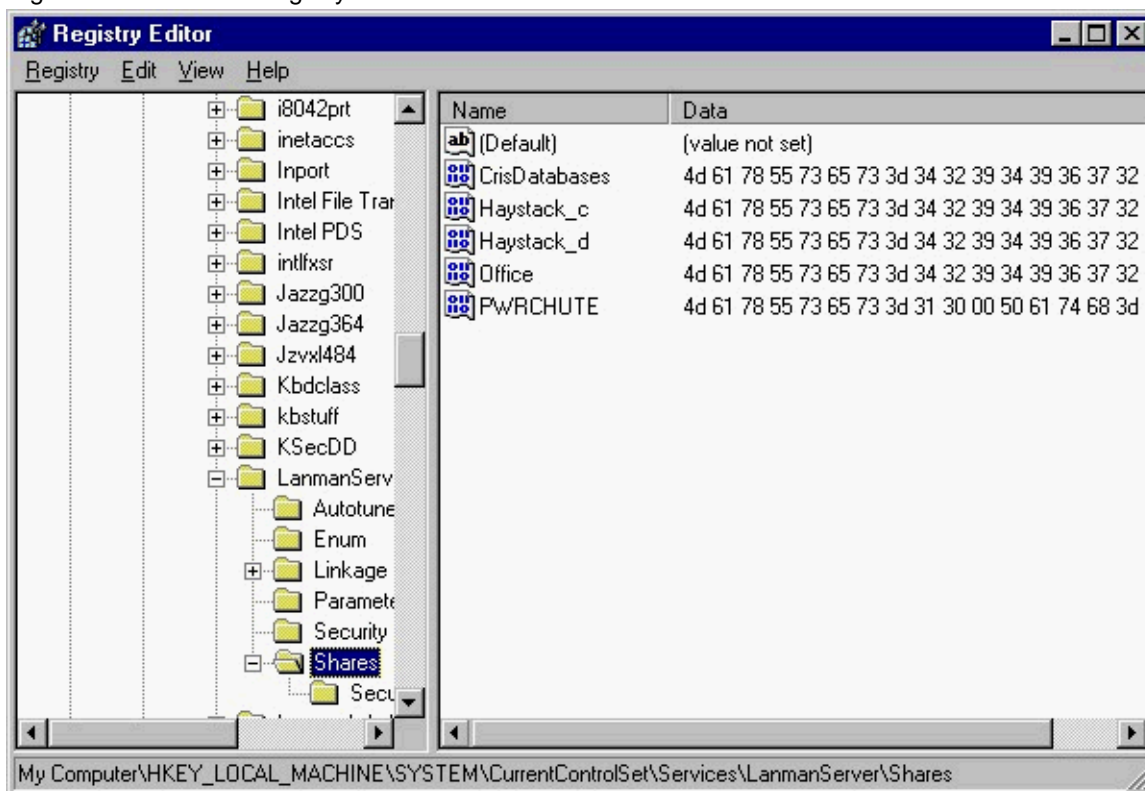 Registry Editor
Registry Edit View Help
i8042prt
inetaccs
Inport
Intel File Tran
Intel PDS
intlfxsr
Jazzg300
Jazzg364
Jzvxl484
Kbdclass
kbstuff
KSecDD
LanmanServ
Autotune
Enum
Linkage
Paramete
Security
Shares
Secu
Name Data
(Default) (value not set)
CrisDatabases 4d 61 78 55 73 65 73 3d 34 32 39 34 39 36 37 32
Haystack_c 4d 61 78 55 73 65 73 3d 34 32 39 34 39 36 37 32
Haystack_d 4d 61 78 55 73 65 73 3d 34 32 39 34 39 36 37 32
Office 4d 61 78 55 73 65 73 3d 34 32 39 34 39 36 37 32
PWRCHUTE 4d 61 78 55 73 65 73 3d 31 30 00 50 61 74 68 3d
My Computer\HKEY_LOCAL_MACHINE\SYSTEM\CurrentControlSet\Services\LanmanServer\Shares